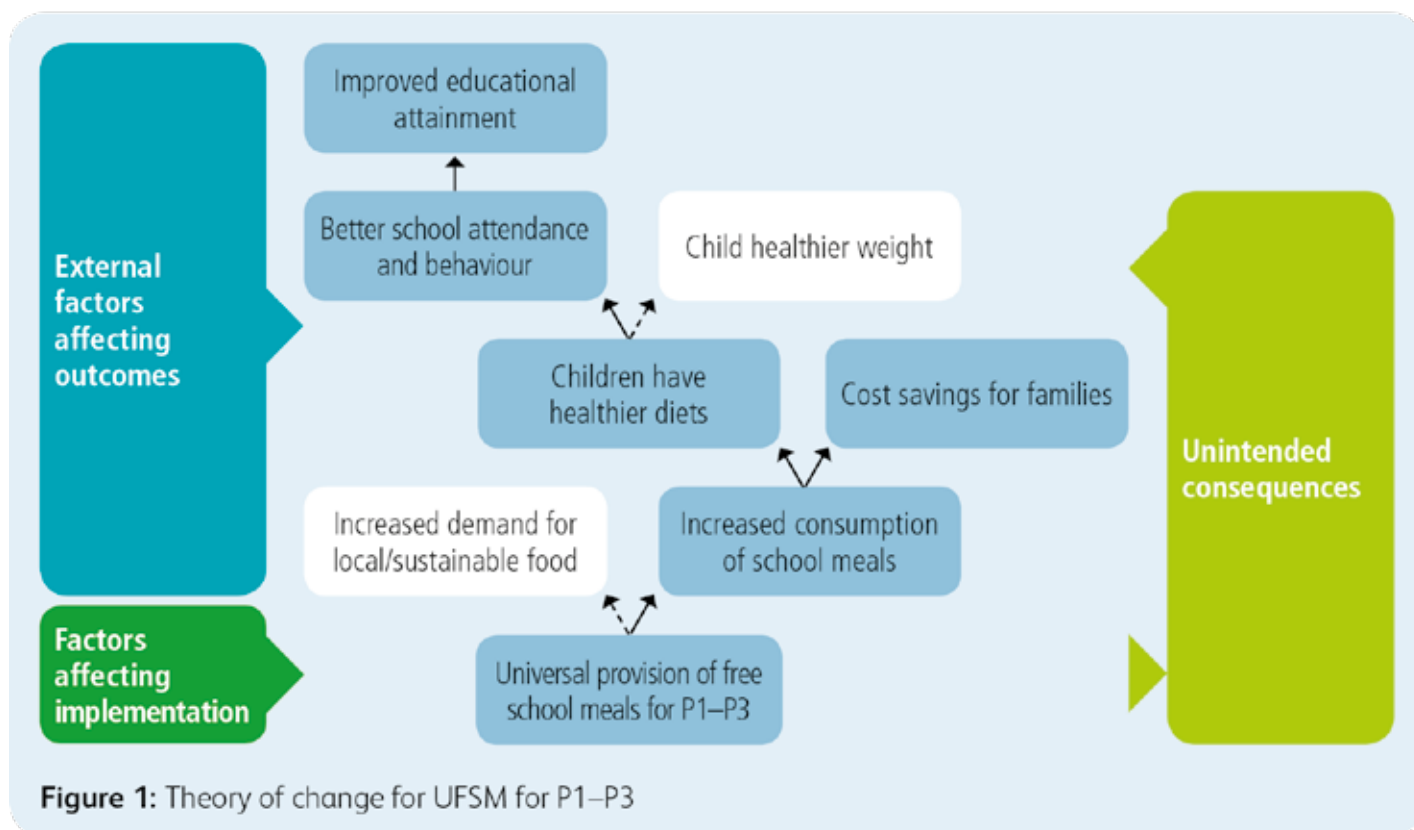 Improved educational
attainment
Better school attendance
and behaviour
Child healthier weight
External
factors
affecting
outcomes
Children have
healthier diets
Cost savings for families
Unintended
consequences
Increased demand for
local/sustainable food
Increased consumption
of school meals
Factors
affecting
implementation
Universal provision of free
school meals for P1–P3
Figure 1: Theory of change for UFSM for P1–P3